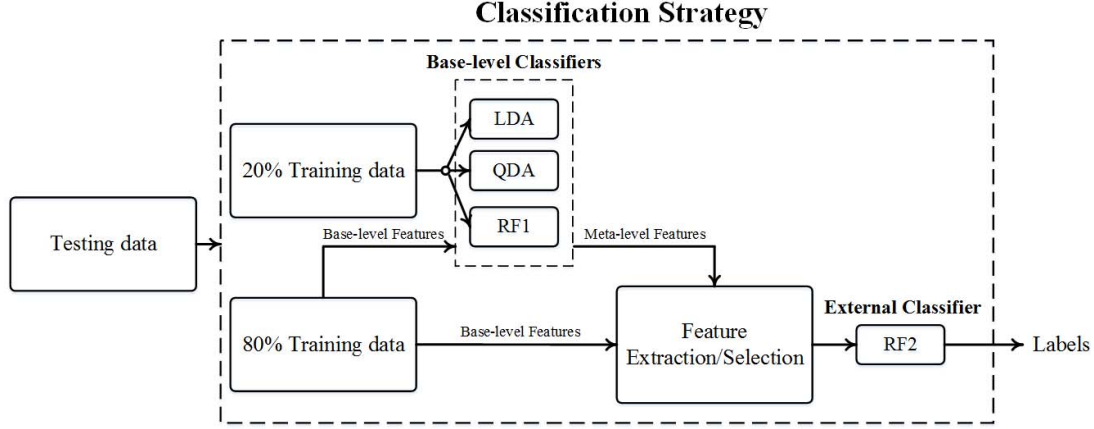 Classification Strategy
Base-level Classifiers
LDA
20% Training data
QDA
RF1
Testing data
Base-level Features
Meta-level Features
80% Training data
Base-level Features
Feature
Extraction/Selection
External Classifier
RF2
Labels